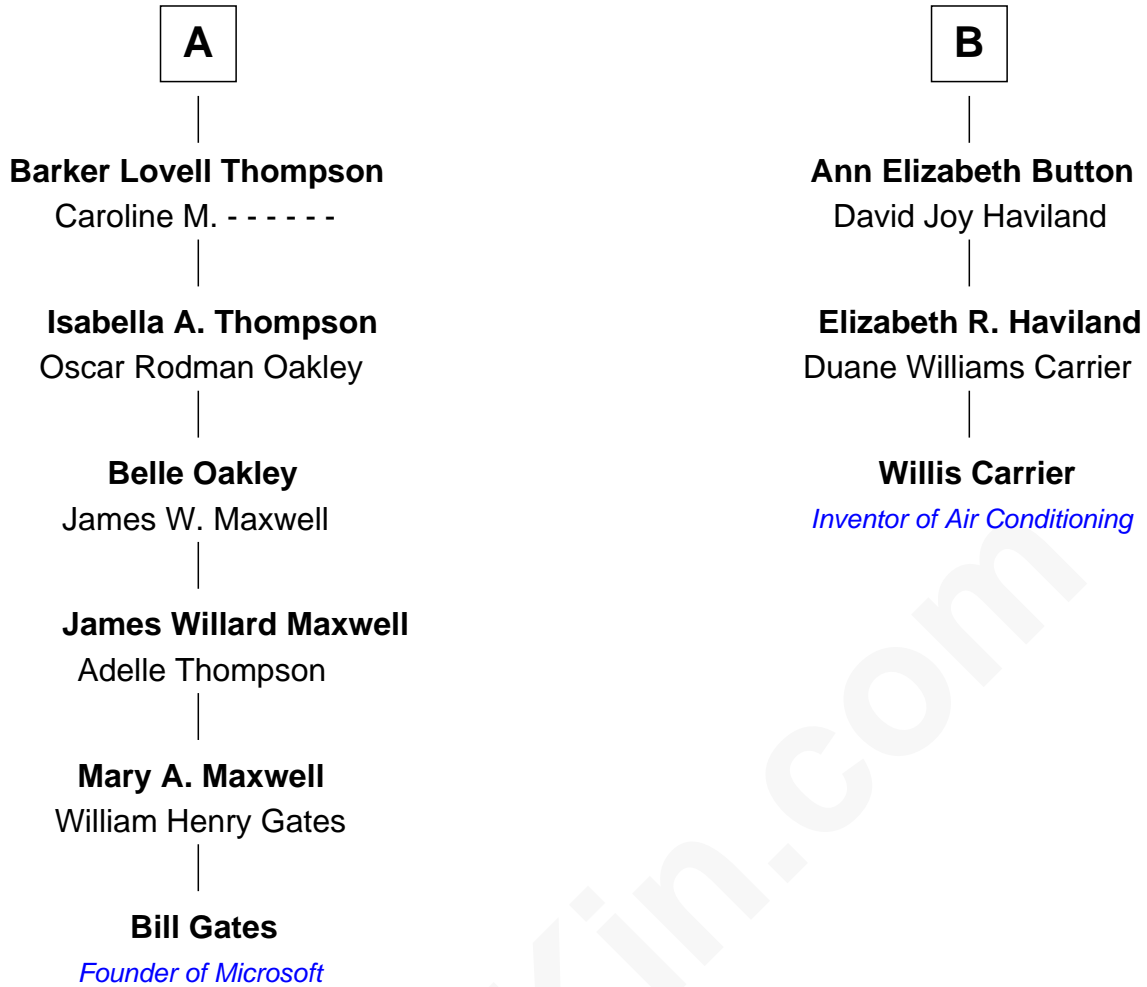 A
Barker Lovell Thompson
Caroline M. - - - - - -
Isabella A. Thompson
Oscar Rodman Oakley
Belle Oakley
James W. Maxwell
James Willard Maxwell
Adelle Thompson
Mary A. Maxwell
William Henry Gates
Bill Gates
Founder of Microsoft
B
Ann Elizabeth Button
David Joy Haviland
Elizabeth R. Haviland
Duane Williams Carrier
Willis Carrier
Inventor of Air Conditioning
Kin.com